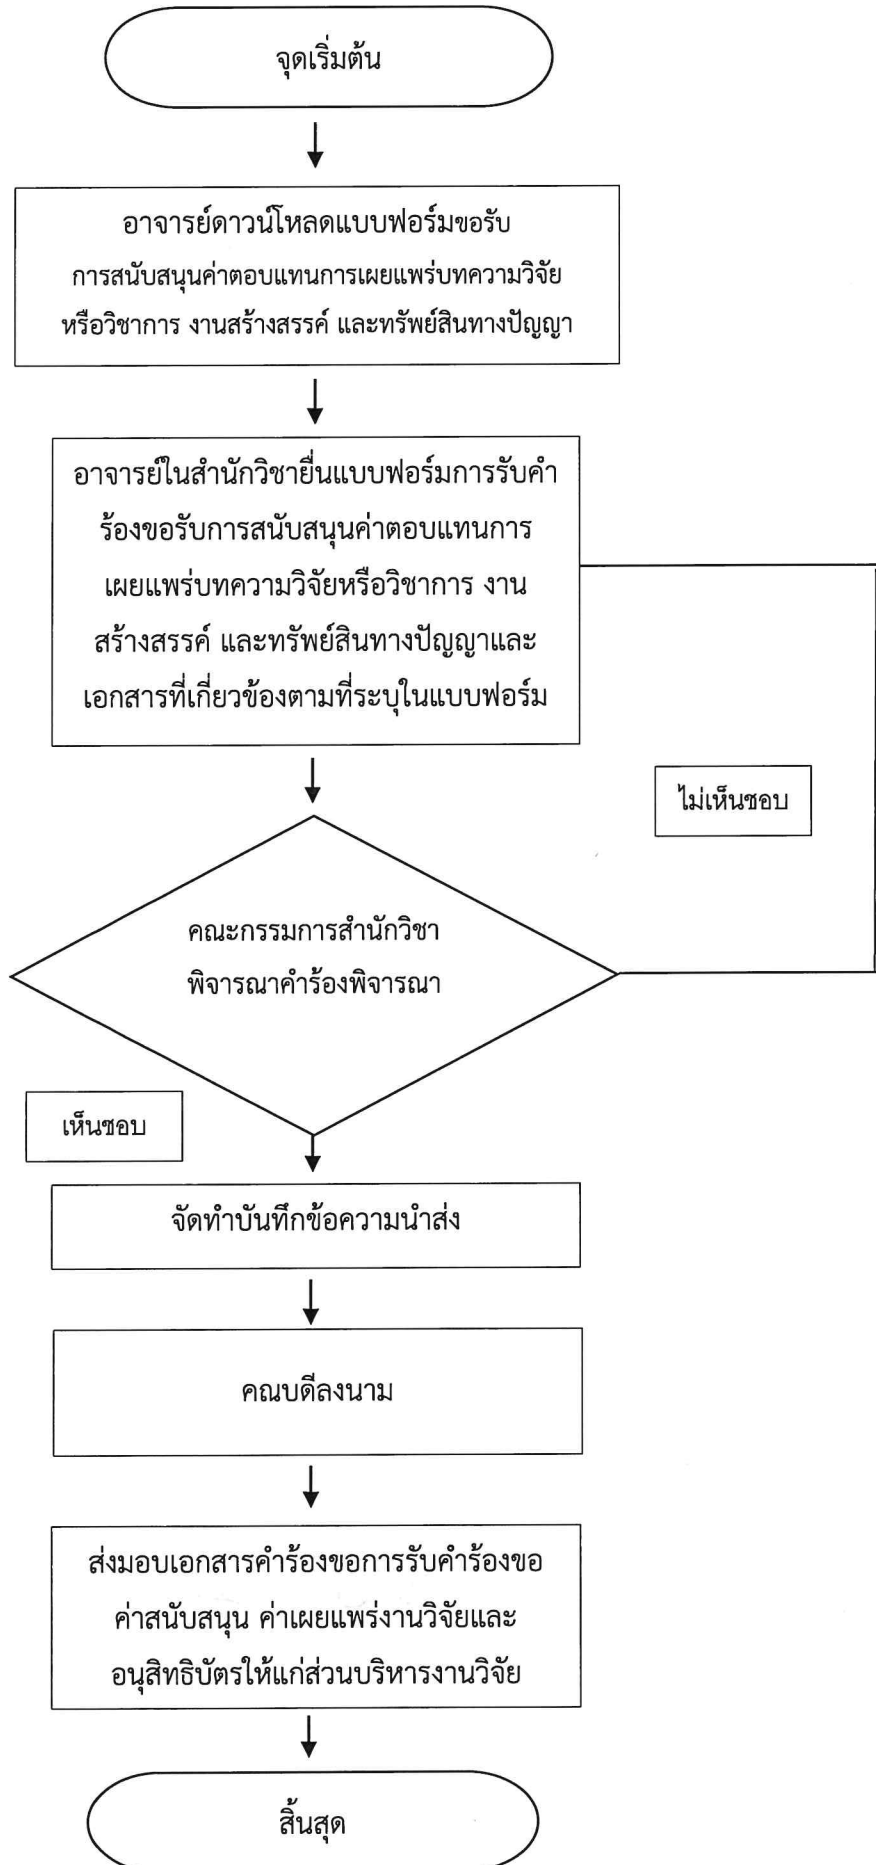 จุดเริ่มต้น
อาจารย์ดาวน์โหลดแบบฟอร์มขอรับ
การสนับสนุนค่าตอบแทนการเผยแพร่บทความวิจัย
หรือวิชาการ งานสร้างสรรค์ และทรัพย์สินทางปัญญา
อาจารย์ในสำนักวิชายื่นแบบฟอร์มการรับคำ
ร้องขอรับการสนับสนุนค่าตอบแทนการ
เผยแพร่บทความวิจัยหรือวิชาการ งาน
สร้างสรรค์ และทรัพย์สินทางปัญญาและ
เอกสารที่เกี่ยวข้องตามที่ระบุในแบบฟอร์ม
ไม่เห็นชอบ
คณะกรรมการสำนักวิชา
พิจารณาคำร้องพิจารณา
เห็นชอบ
จัดทำบันทึกข้อความนำส่ง
คณบดีลงนาม
ส่งมอบเอกสารคำร้องขอการรับคำร้องขอ
ค่าสนับสนุน ค่าเผยแพร่งานวิจัยและ
อนุสิทธิบัตรให้แก่ส่วนบริหารงานวิจัย
สิ้นสุด